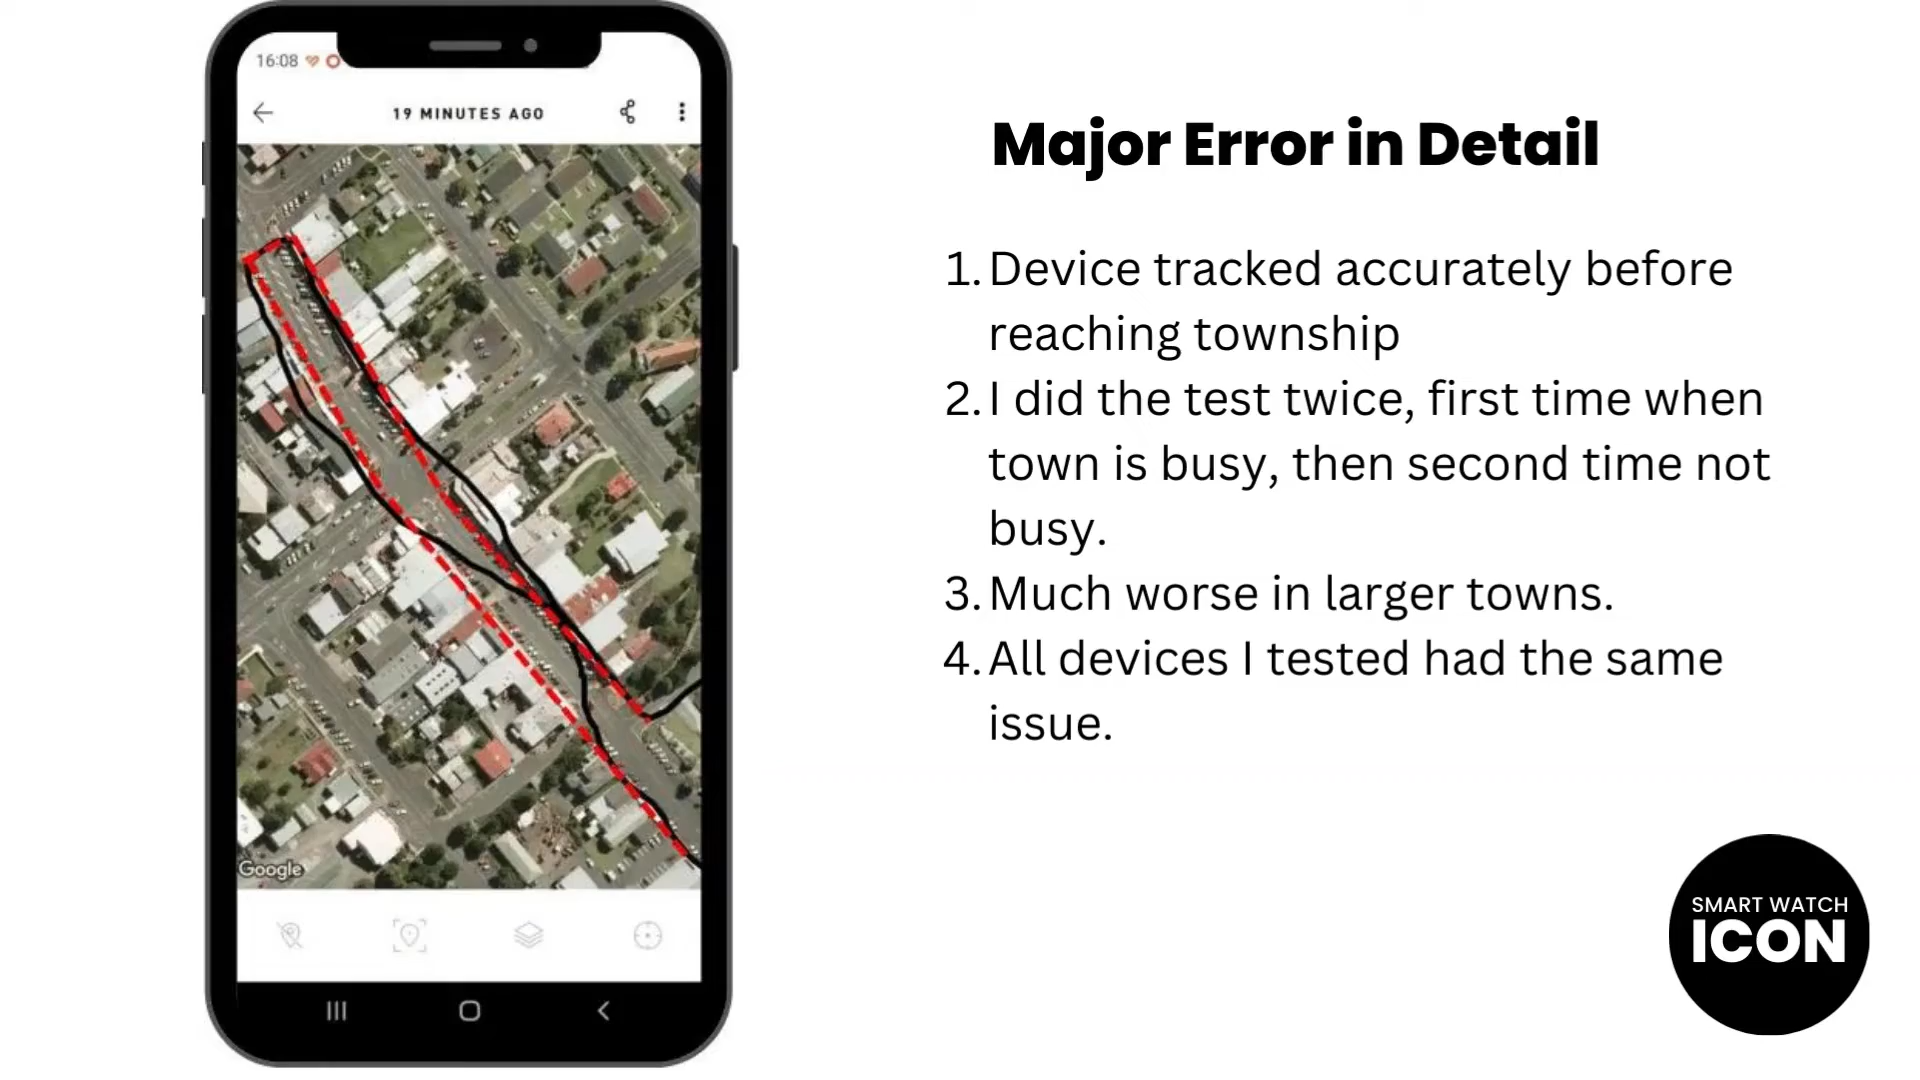 16:08
19 MINUTES AGO
Google
Major Error in Detail
1. Device tracked accurately before
reaching township
2. I did the test twice, first time when
town is busy, then second time not
busy.
3. Much worse in larger towns.
4. All devices I tested had the same
issue.
SMART WATCH
ICON